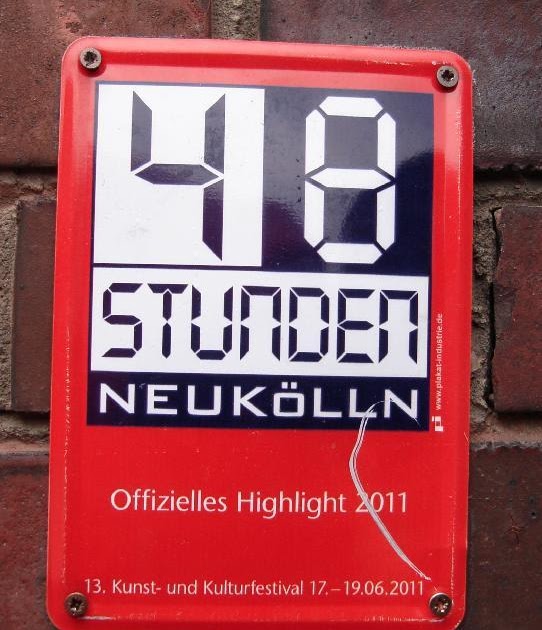 48
STUNDEN
NEUKöLLN
www.plakat-industrie.de
Offizielles Highlight 2011
13. Kunst- und Kulturfestival 17.–19.06.2011